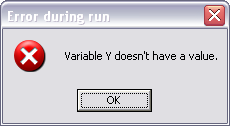 Error during run
Variable Y doesn't have a value.
OK